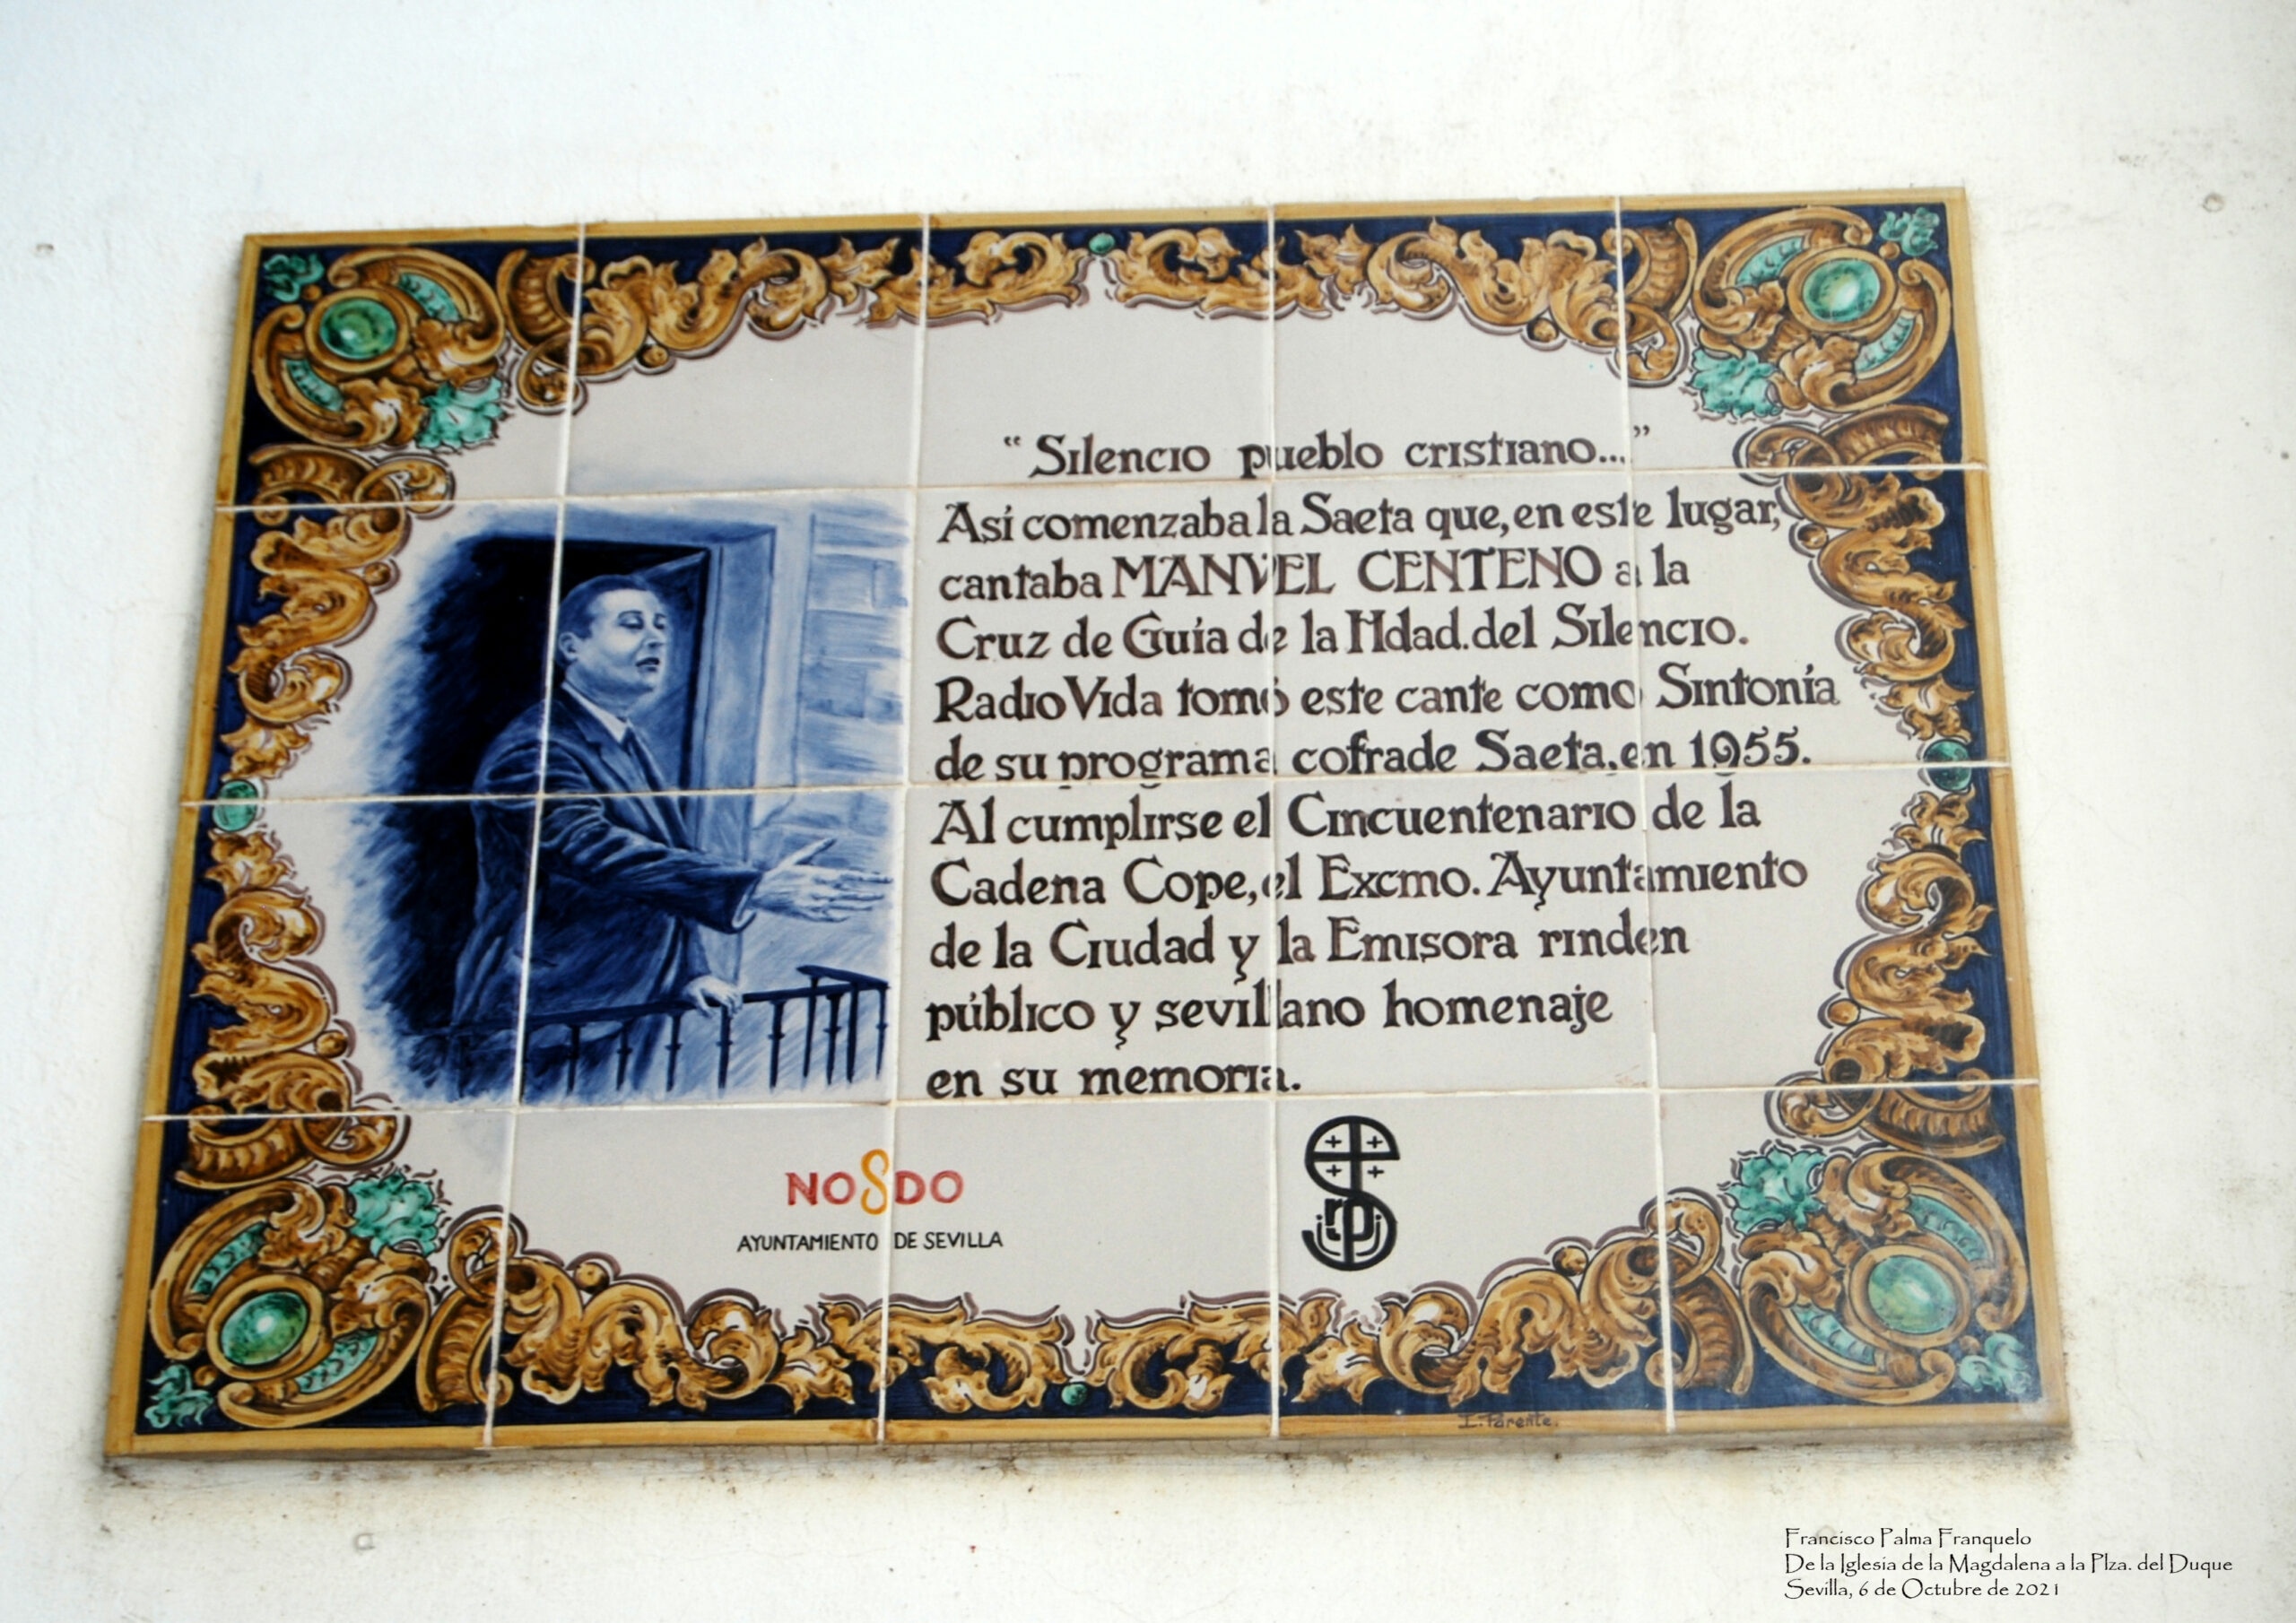 “Silencio pueblo cristiano...”
Así comenzaba la Saeta que, en este lugar,
cantaba MANVEL CENTENO a la
Cruz de Guía de la Hdad. del Silencio.
Radio Vida tomó este cante como Sintonía
de su programa cofrade Saeta, en 1955.
Al cumplirse el Cincuentenario de la
Cadena Cope, el Excmo. Ayuntamiento
de la Ciudad y la Emisora rinden
público y sevillano homenaje
en su memoria.
NO8DO
AYUNTAMIENTO DE SEVILLA
I. Parente.
Francisco Palma Franquelo
De la Iglesia de la Magdalena a la Plza. del Duque
Sevilla, 6 de Octubre de 2021